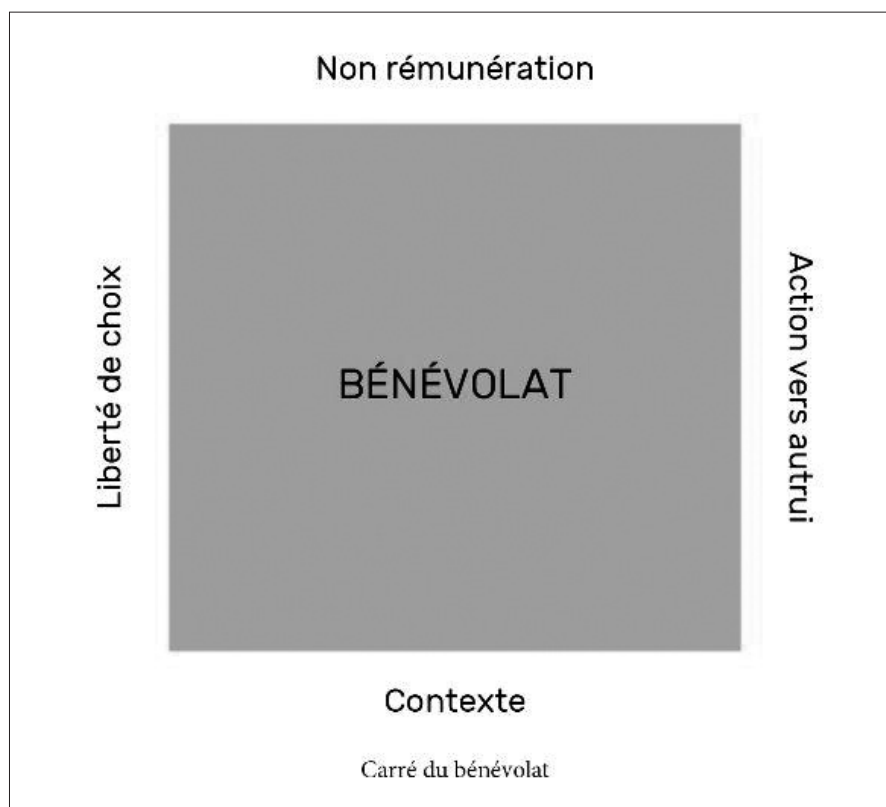 Non rémunération
Liberté de choix
BÉNÉVOLAT
Action vers autrui
Contexte
Carré du bénévolat